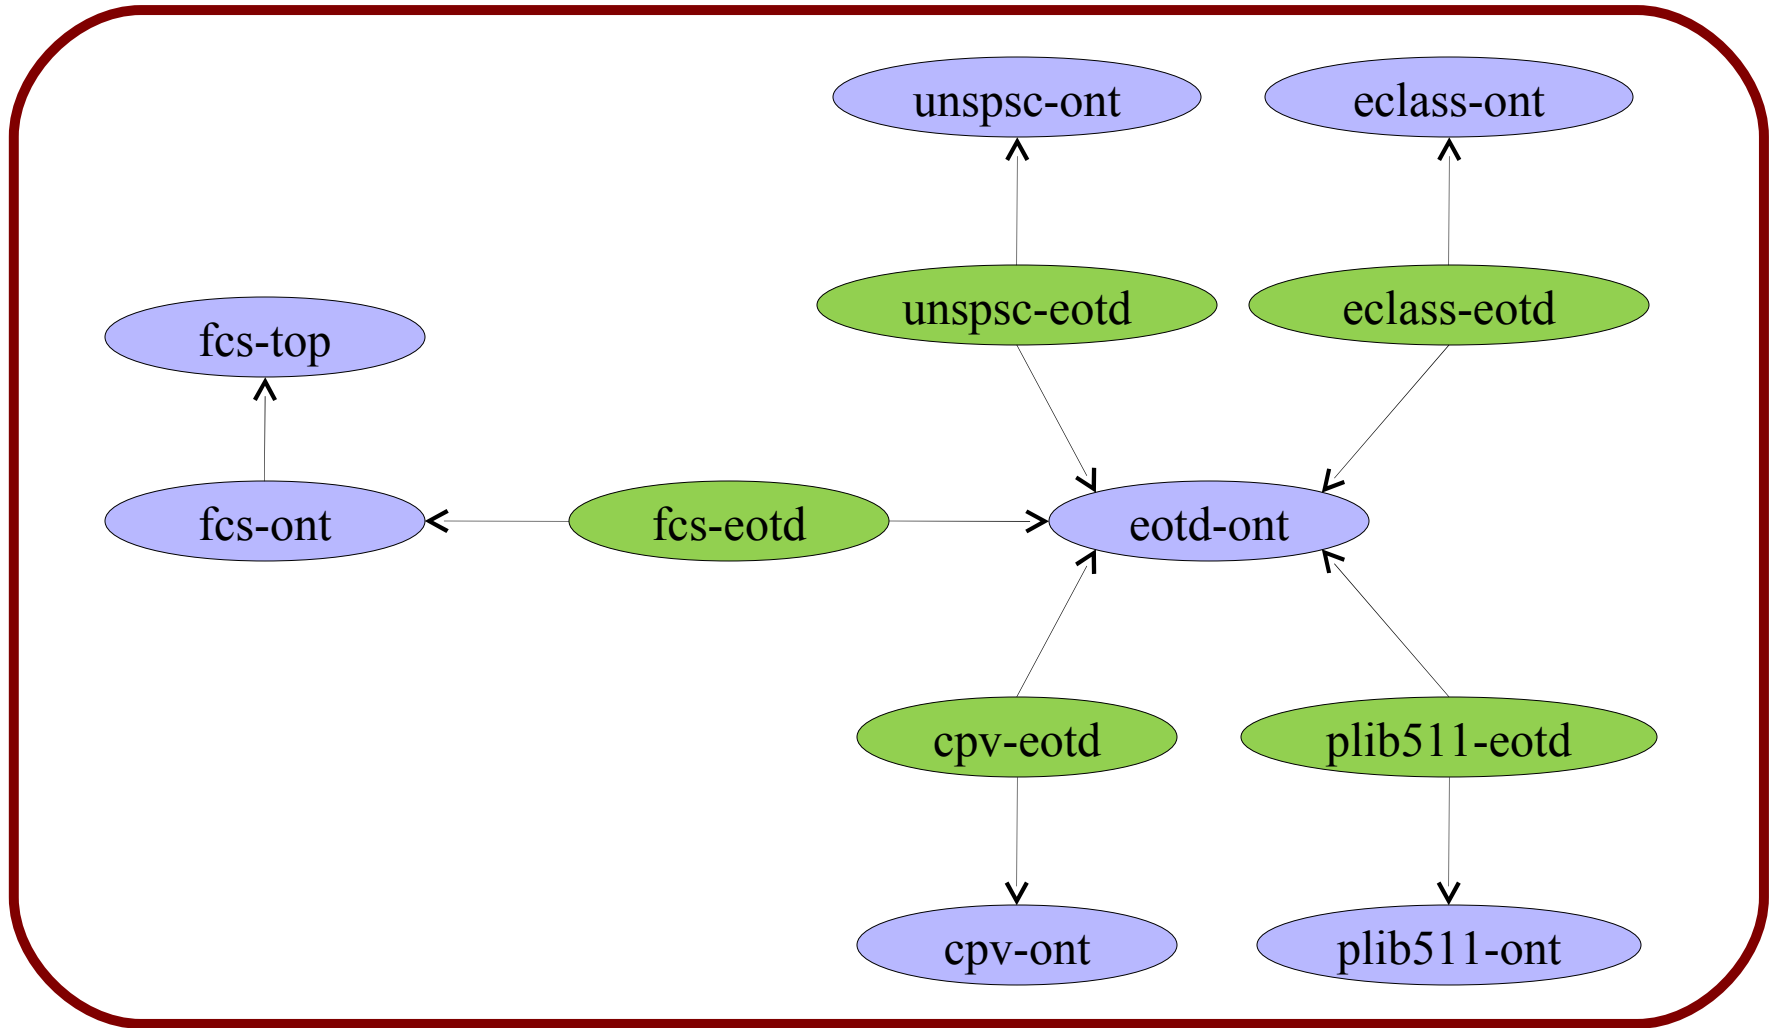 unspsc-ont
eclass-ont
unspsc-eotd
eclass-eotd
fcs-top
fcs-ont
fcs-eotd
eotd-ont
cpv-eotd
plib511-eotd
cpv-ont
plib511-ont